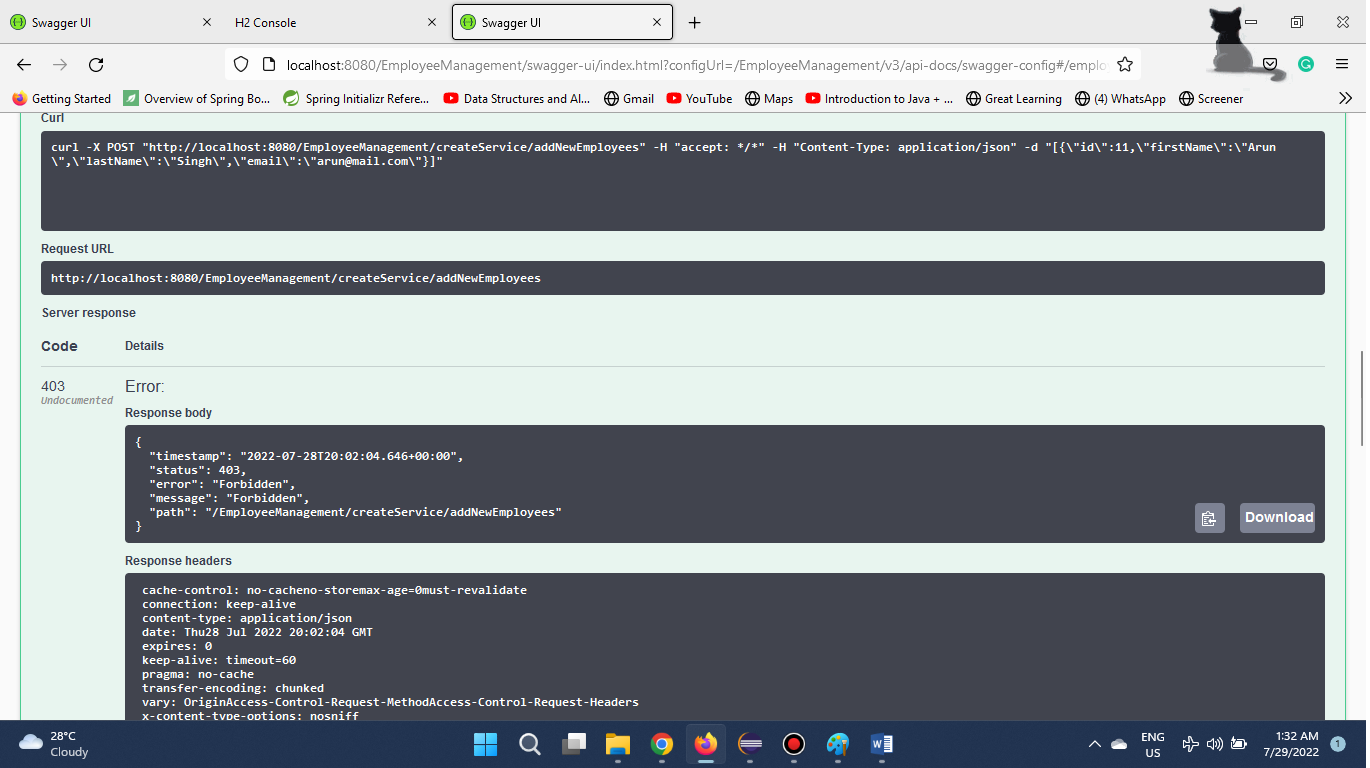 Swagger UI
H2 Console
Swagger UI
localhost:8080/EmployeeManagement/swagger-ui/index.html?configUrl=/EmployeeManagement/v3/api-docs/swagger-config#/emplo
Getting Started
Overview of Spring Bo...
Spring Initializr Refere...
Data Structures and Al...
Gmail
YouTube
Maps
Introduction to Java + ...
Great Learning
(4) WhatsApp
Screener
Curl
curl -X POST "http://localhost:8080/EmployeeManagement/createService/addNewEmployees" -H "accept: */*" -H "Content-Type: application/json" -d "[{\"id\":11,\"firstName\":\"Arun
\",\"lastName\":\"Singh\",\"email\":\"arun@mail.com\"}]"
Request URL
http://localhost:8080/EmployeeManagement/createService/addNewEmployees
Server response
Code
Details
403
Undocumented
Error:
Response body
{
"timestamp": "2022-07-28T20:02:04.646+00:00",
"status": 403,
"error": "Forbidden",
"message": "Forbidden",
"path": "/EmployeeManagement/createService/addNewEmployees"
}
Download
Response headers
cache-control: no-cacheno-storemax-age=0must-revalidate
connection: keep-alive
content-type: application/json
date: Thu28 Jul 2022 20:02:04 GMT
expires: 0
keep-alive: timeout=60
pragma: no-cache
transfer-encoding: chunked
vary: OriginAccess-Control-Request-MethodAccess-Control-Request-Headers
x-content-type-options: nosniff
28°C
Cloudy
ENG
US
1:32 AM
7/29/2022
1